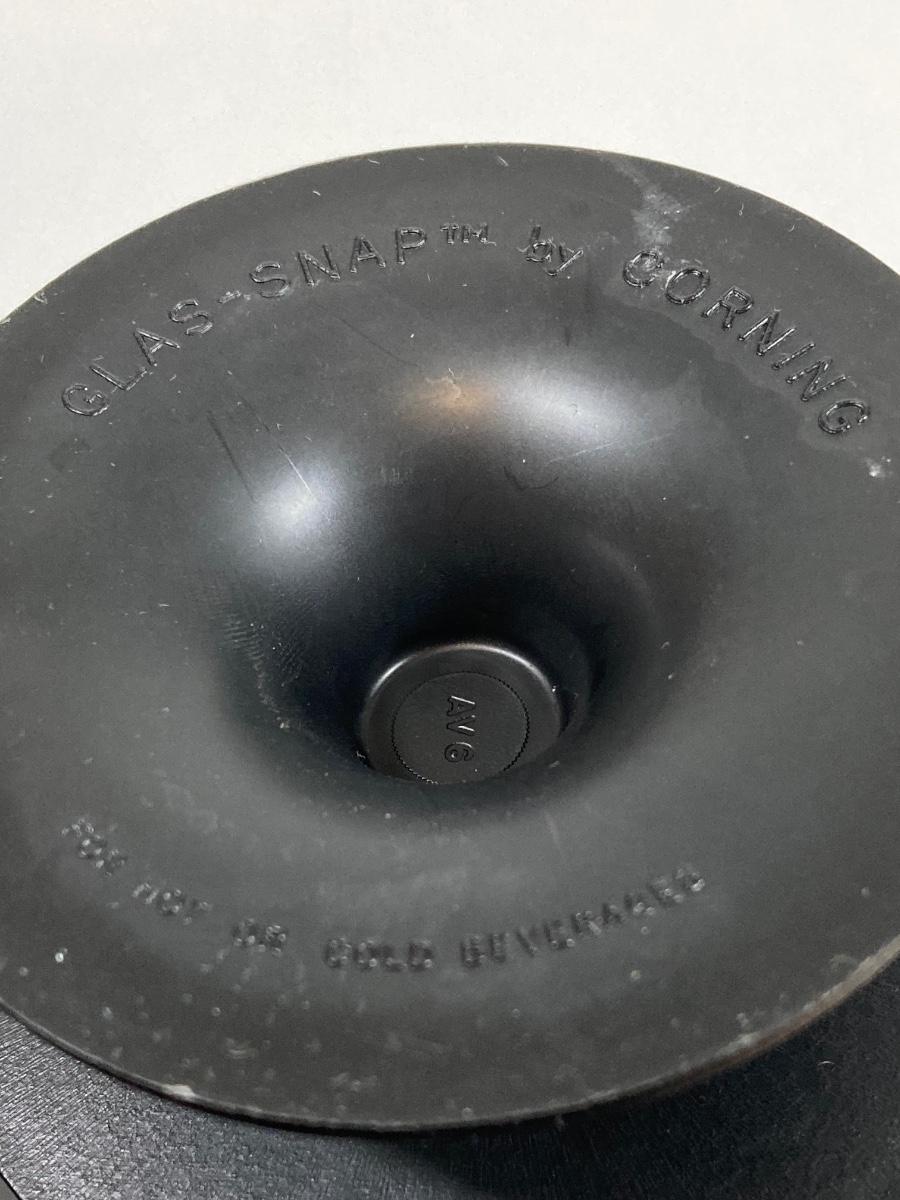 GLAS-SNAP™ by CORNING
AV6
FOR HOT OR COLD BEVERAGES